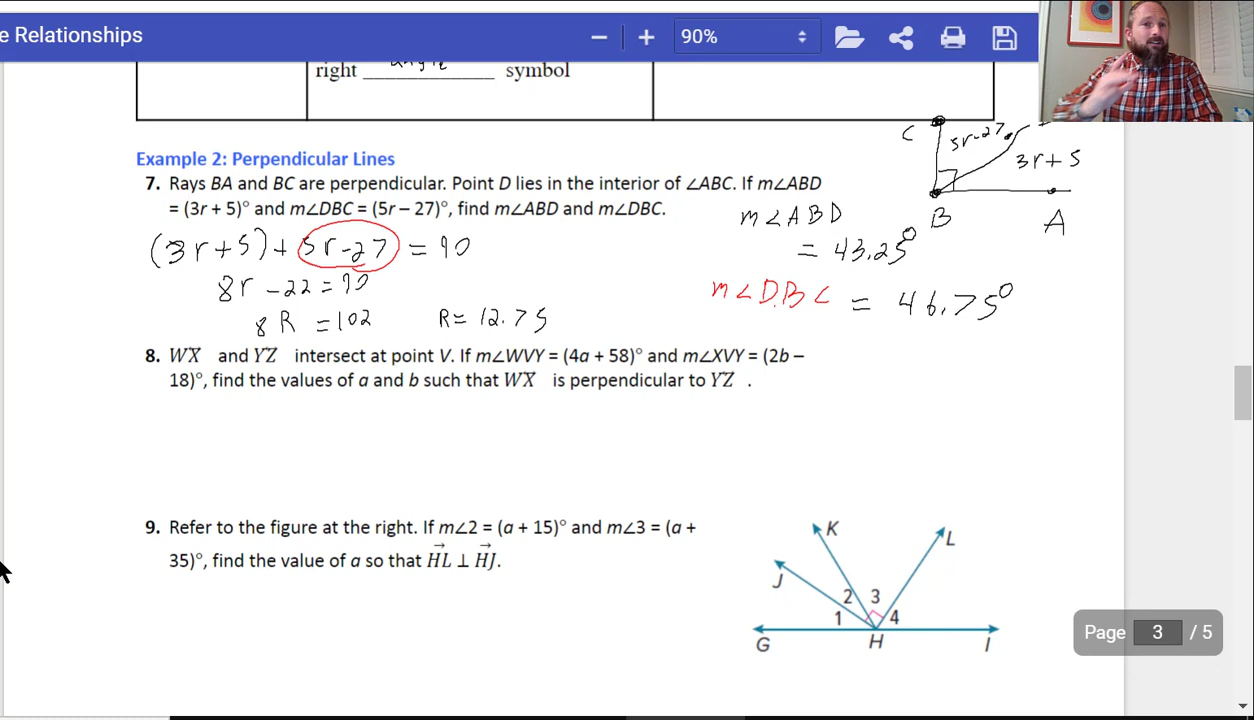 e Relationships
90%
right angle symbol
C
5r-27
3r+5
B
A
Example 2: Perpendicular Lines
7. Rays BA and BC are perpendicular. Point D lies in the interior of ∠ABC. If m∠ABD
= (3r + 5)° and m∠DBC = (5r – 27)°, find m∠ABD and m∠DBC.
(3r+5)+5r-27 = 90
8r -22 = 90
8R = 102 R= 12.75
m∠ABD
= 43.25°
m∠DBC = 46.75°
8. WX and YZ intersect at point V. If m∠WVY = (4a + 58)° and m∠XVY = (2b –
18)°, find the values of a and b such that WX is perpendicular to YZ .
9. Refer to the figure at the right. If m∠2 = (a + 15)° and m∠3 = (a +
35)°, find the value of a so that HL ⊥ HJ.
K
L
J
2 3
1 4
G H I
Page 3 / 5